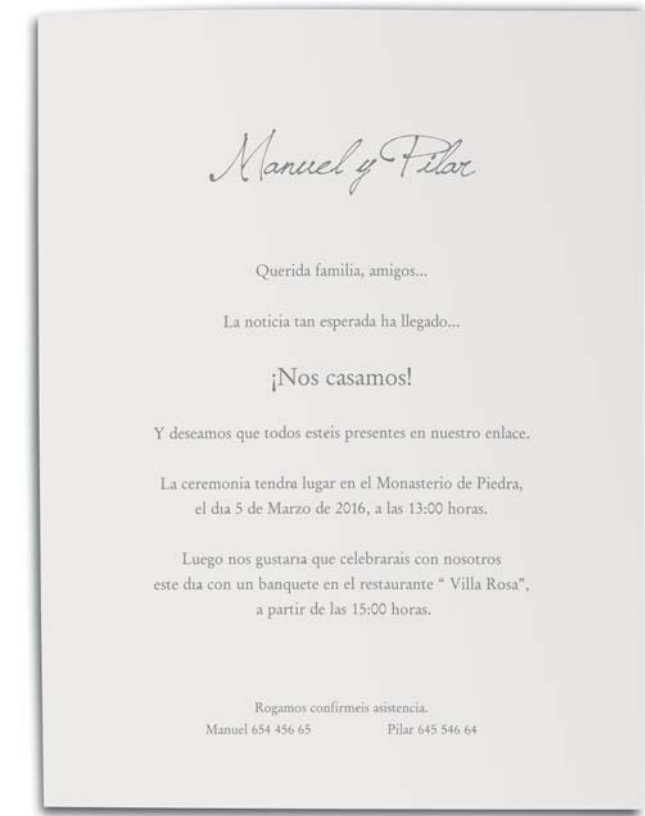 Manuel y Pilar
Querida familia, amigos...
La noticia tan esperada ha llegado...
¡Nos casamos!
Y deseamos que todos esteis presentes en nuestro enlace.
La ceremonia tendra lugar en el Monasterio de Piedra,
el dıa 5 de Marzo de 2016, a las 13:00 horas.
Luego nos gustarıa que celebrarais con nosotros
este dıa con un banquete en el restaurante “ Villa Rosa”,
a partir de las 15:00 horas.
Rogamos confirmeis asistencia.
Manuel 654 456 65 Pilar 645 546 64